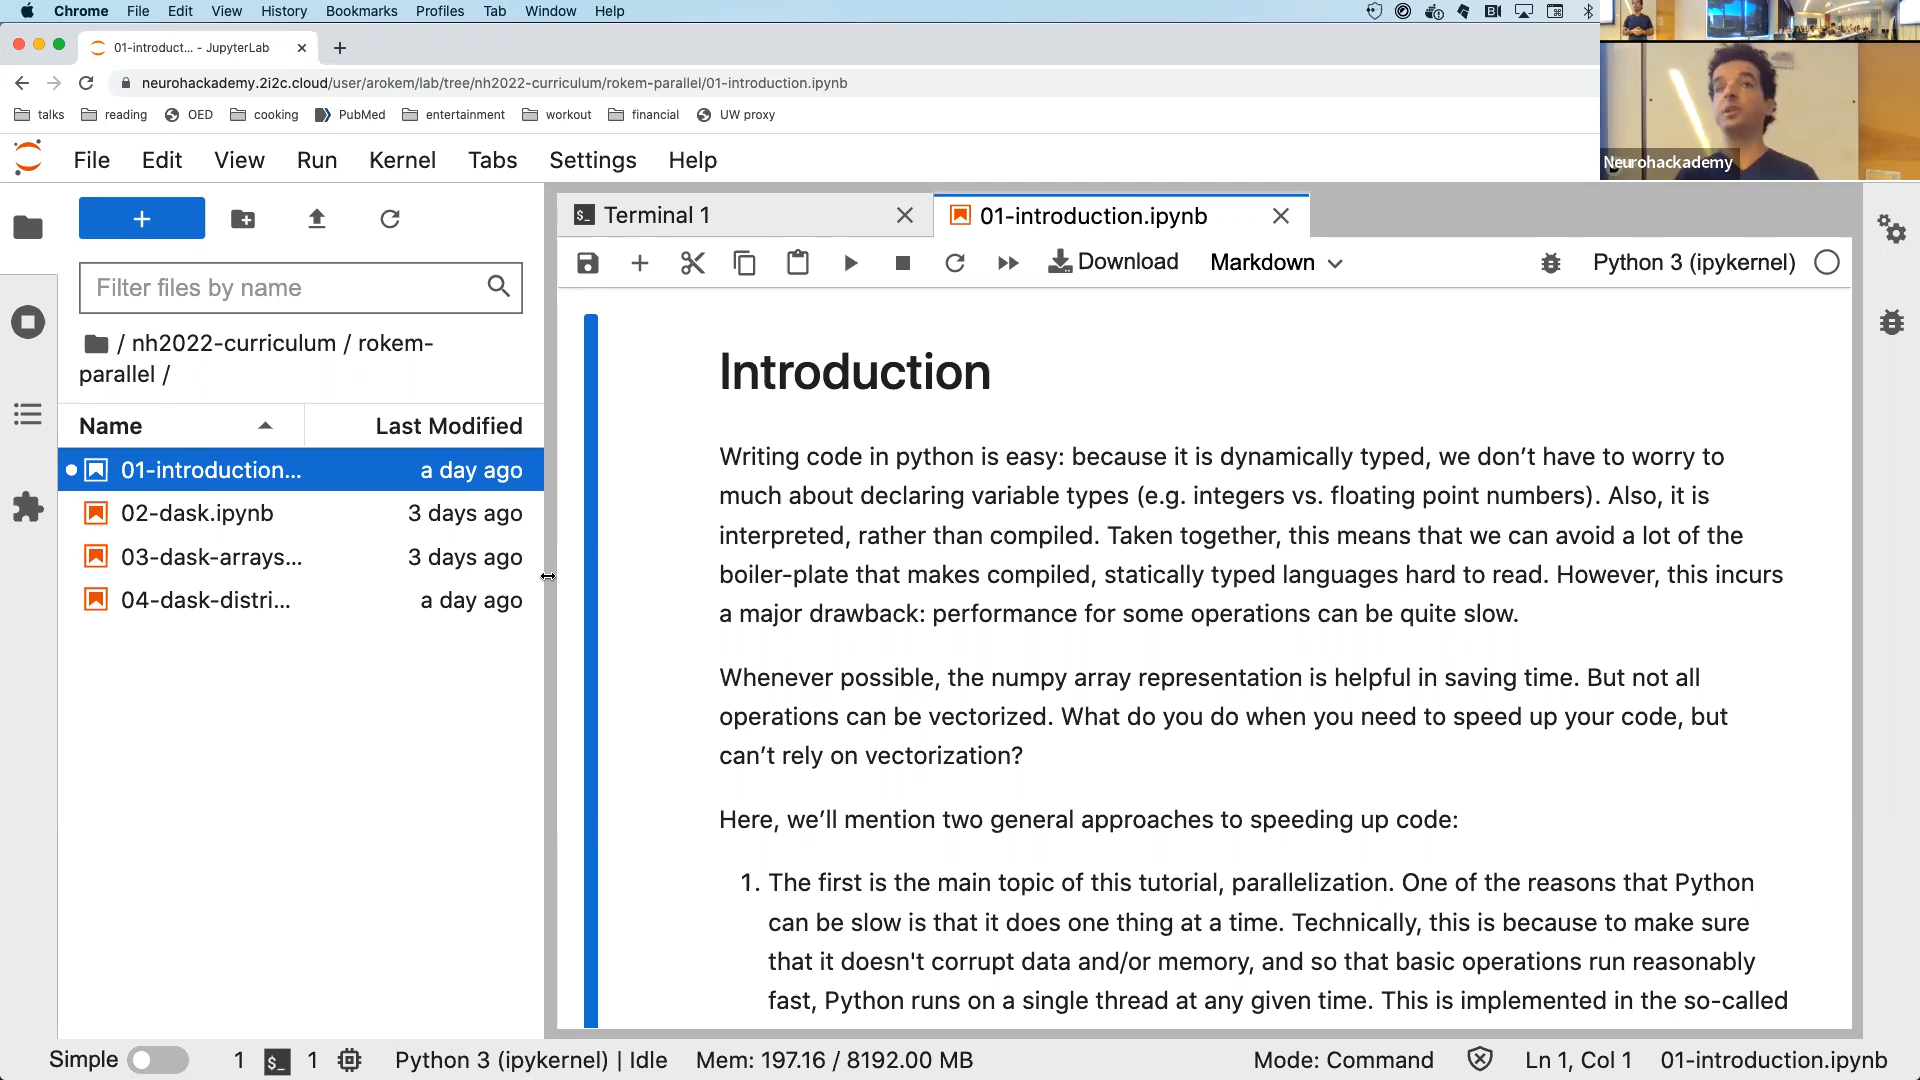 Chrome File Edit View History Bookmarks Profiles Tab Window Help
01-introduct... - JupyterLab
neurohackademy.2i2c.cloud/user/arokem/lab/tree/nh2022-curriculum/rokem-parallel/01-introduction.ipynb
talks reading OED cooking PubMed entertainment workout financial UW proxy
Neurohackademy
File Edit View Run Kernel Tabs Settings Help
Terminal 1
01-introduction.ipynb
Download Markdown Python 3 (ipykernel)
Filter files by name
/ nh2022-curriculum / rokem-
parallel /
Name Last Modified
01-introduction... a day ago
02-dask.ipynb 3 days ago
03-dask-arrays... 3 days ago
04-dask-distri... a day ago
Introduction
Writing code in python is easy: because it is dynamically typed, we don’t have to worry to
much about declaring variable types (e.g. integers vs. floating point numbers). Also, it is
interpreted, rather than compiled. Taken together, this means that we can avoid a lot of the
boiler-plate that makes compiled, statically typed languages hard to read. However, this incurs
a major drawback: performance for some operations can be quite slow.
Whenever possible, the numpy array representation is helpful in saving time. But not all
operations can be vectorized. What do you do when you need to speed up your code, but
can’t rely on vectorization?
Here, we’ll mention two general approaches to speeding up code:
1. The first is the main topic of this tutorial, parallelization. One of the reasons that Python
can be slow is that it does one thing at a time. Technically, this is because to make sure
that it doesn't corrupt data and/or memory, and so that basic operations run reasonably
fast, Python runs on a single thread at any given time. This is implemented in the so-called
Simple 1 $_ 1 Python 3 (ipykernel) | Idle Mem: 197.16 / 8192.00 MB Mode: Command Ln 1, Col 1 01-introduction.ipynb